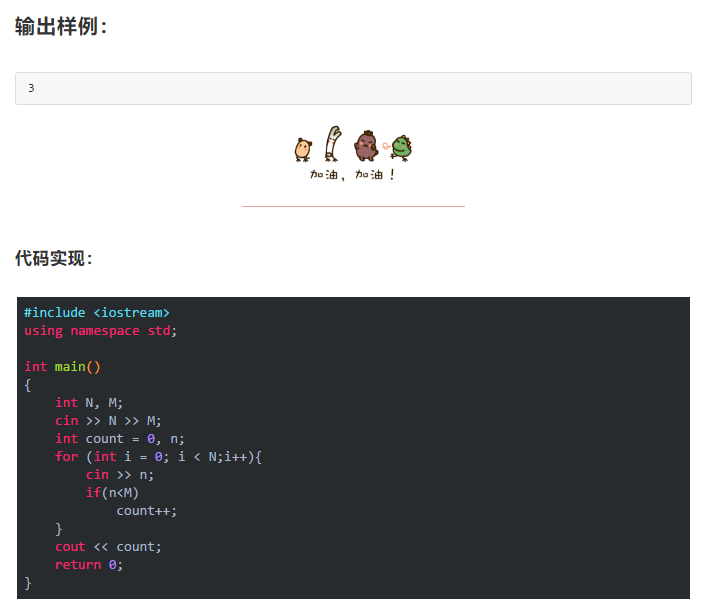 输出样例：
3
加油，加油！
代码实现：
#include <iostream>
using namespace std;
int main()
{
    int N, M;
    cin >> N >> M;
    int count = 0, n;
    for (int i = 0; i < N;i++){
        cin >> n;
        if(n<M)
            count++;
    }
    cout << count;
    return 0;
}